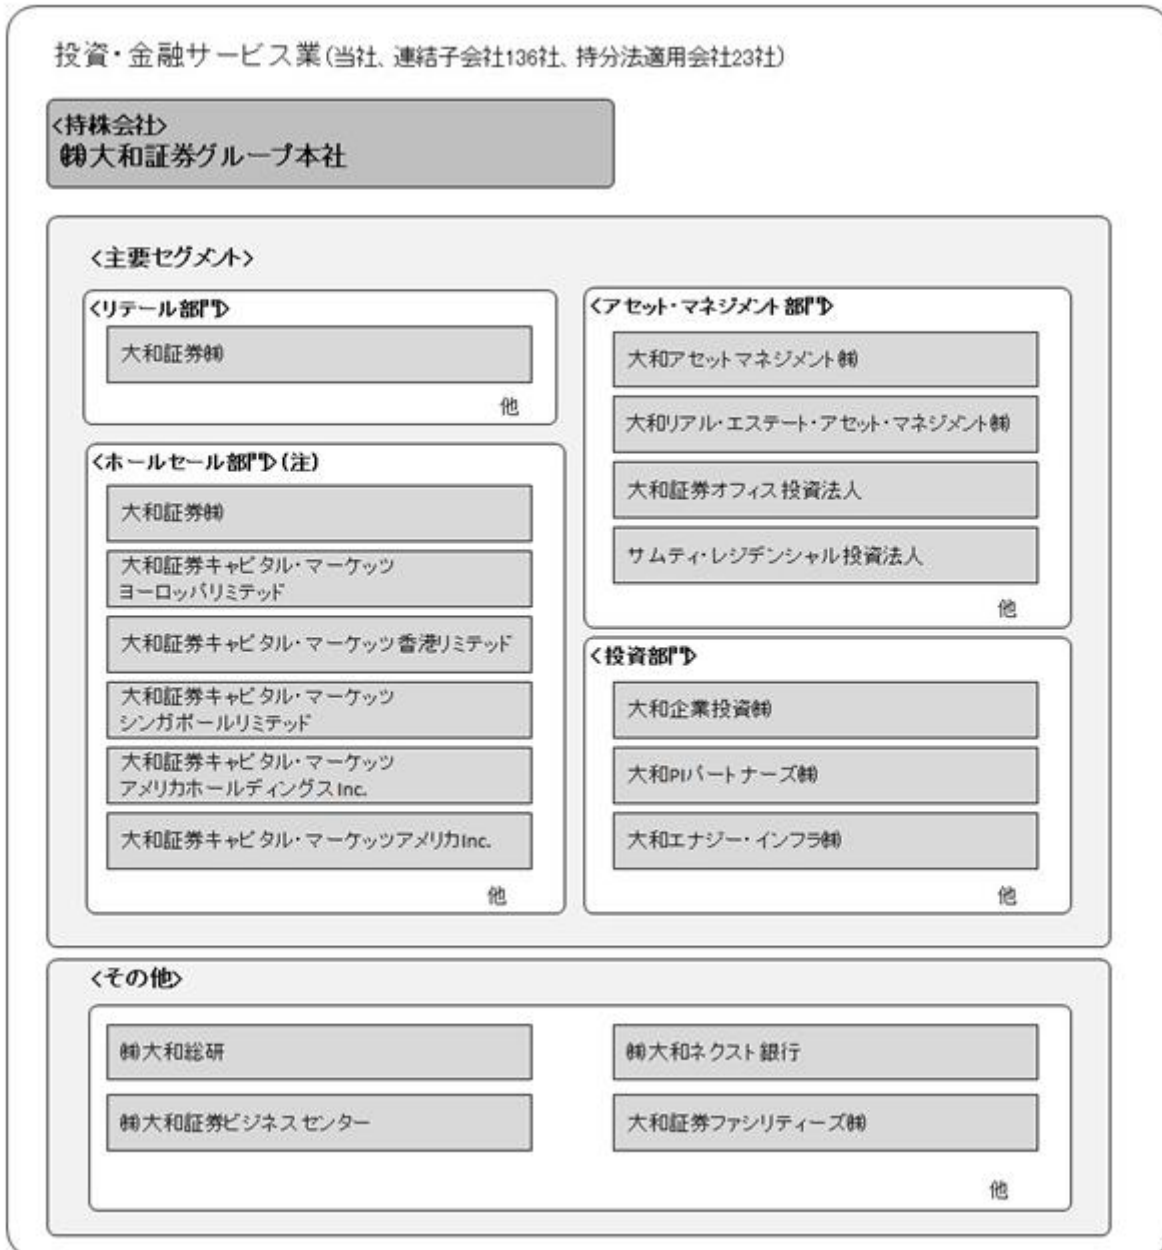 投資・金融サービス業(当社、連結子会社136社、持分法適用会社23社)
<持株会社>
㈱大和証券グループ本社
<主要セグメント>
<リテール部門>
大和証券㈱
他
<ホールセール部門>(注)
大和証券㈱
大和証券キャピタル・マーケッツ
ヨーロッパリミテッド
大和証券キャピタル・マーケッツ香港リミテッド
大和証券キャピタル・マーケッツ
シンガポールリミテッド
大和証券キャピタル・マーケッツ
アメリカホールディングスInc.
大和証券キャピタル・マーケッツアメリカInc.
他
<アセット・マネジメント部門>
大和アセットマネジメント㈱
大和リアル・エステート・アセット・マネジメント㈱
大和証券オフィス投資法人
サムティ・レジデンシャル投資法人
他
<投資部門>
大和企業投資㈱
大和PIパートナーズ㈱
大和エナジー・インフラ㈱
他
<その他>
㈱大和総研
㈱大和ネクスト銀行
㈱大和証券ビジネスセンター
大和証券ファシリティーズ㈱
他